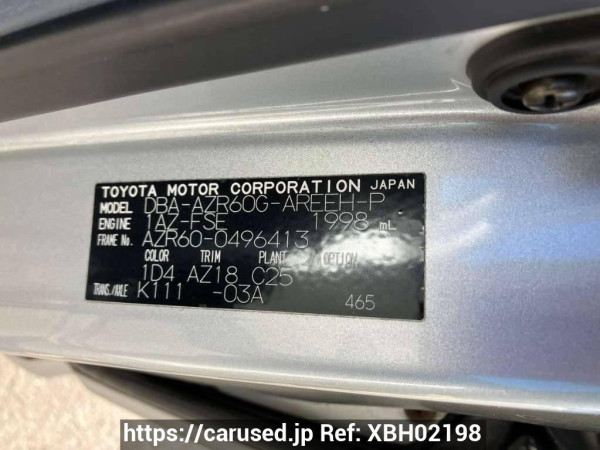 TOYOTA MOTOR CORPORATION JAPAN
MODEL DBA-AZR60G-AREEH-P
ENGINE 1AZ-FSE 1998 mL
FRAME No. AZR60-0496413
COLOR TRIM PLANT OPTION
1D4 AZ18 C25
TRANS./AXLE K111 -03A
465
https://carused.jp Ref: XBH02198